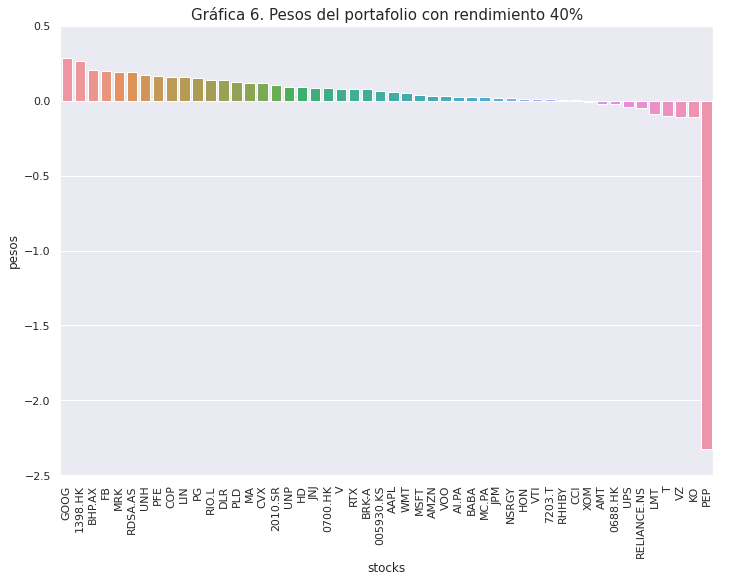 Gráfica 6. Pesos del portafolio con rendimiento 40%
0.5
0.0
−0.5
−1.0
−1.5
−2.0
−2.5
pesos
GOOG
1398.HK
BHP.AX
FB
MRK
RDSA.AS
UNH
PFE
COP
LIN
PG
RIO.L
DLR
PLD
MA
CVX
2010.SR
UNP
HD
JNJ
0700.HK
V
RTX
BRK-A
005930.KS
AAPL
WMT
MSFT
AMZN
VOO
AI.PA
BABA
MC.PA
JPM
NSRGY
HON
VTI
7203.T
RHHBY
CCI
XOM
AMT
0688.HK
UPS
RELIANCE.NS
LMT
T
VZ
KO
PEP
stocks